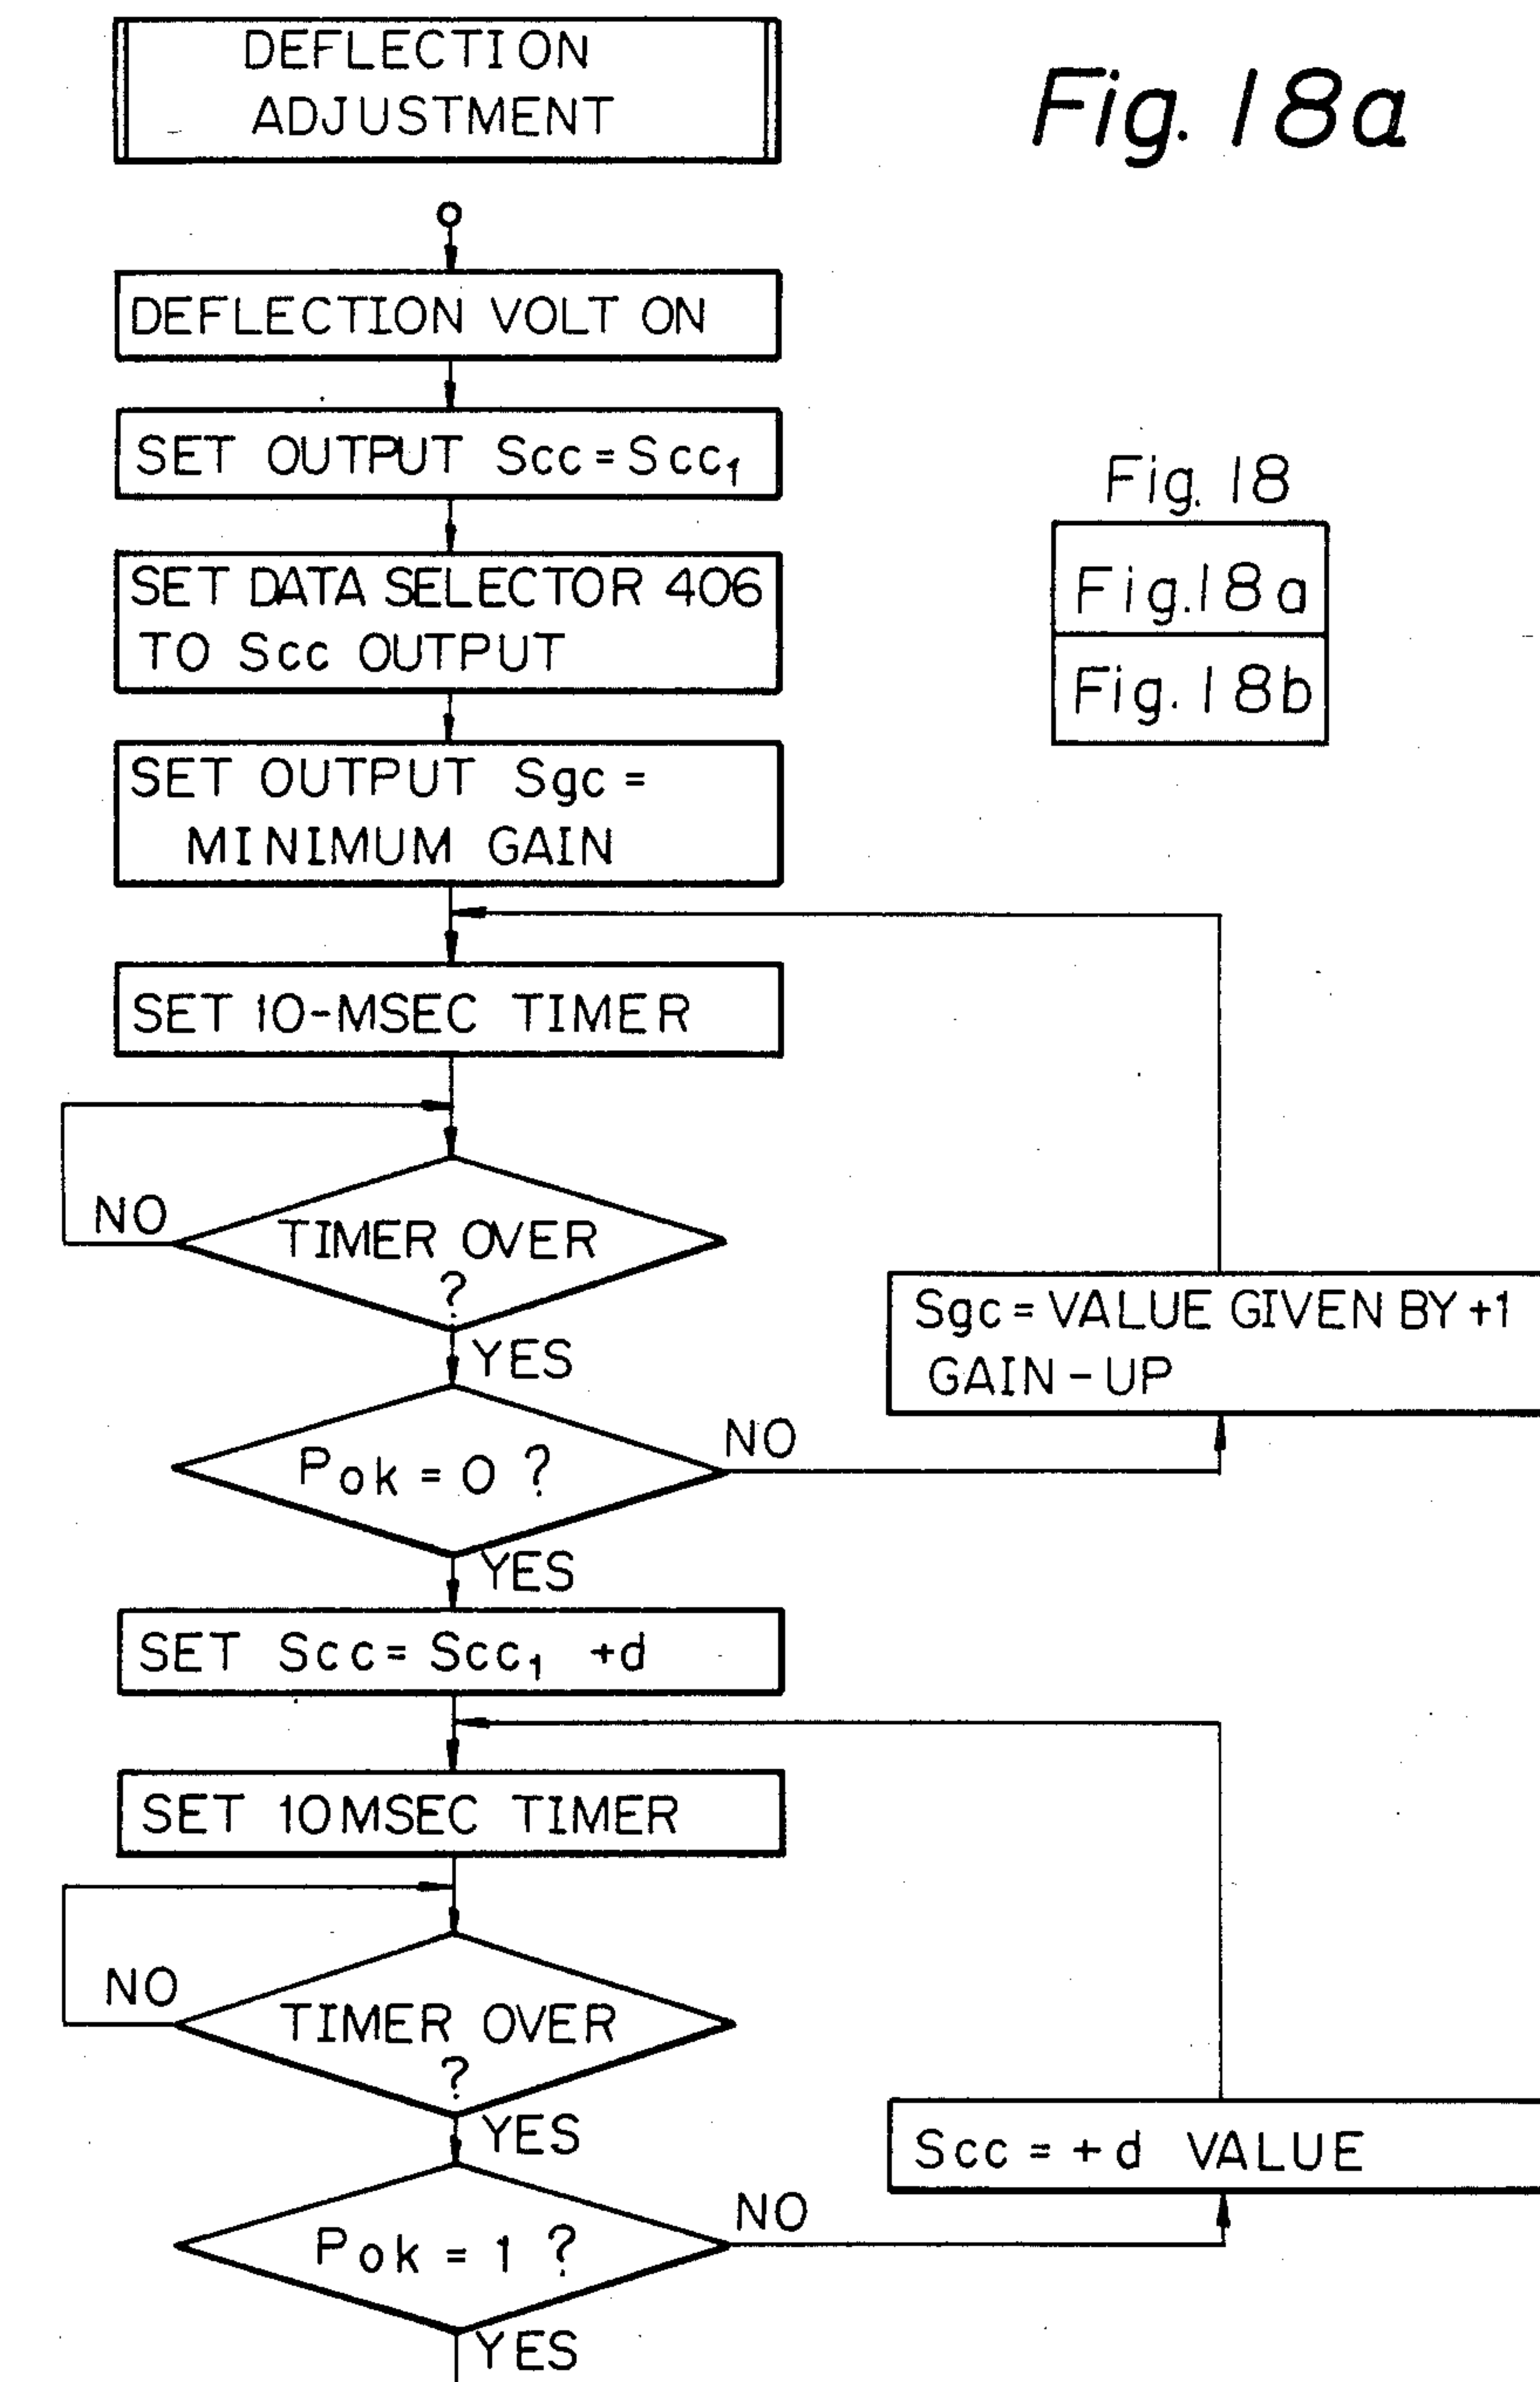 DEFLECTION
ADJUSTMENT
Fig. 18a
DEFLECTION VOLT ON
SET OUTPUT Scc = Scc₁
Fig. 18
Fig. 18a
Fig. 18b
SET DATA SELECTOR 406
TO Scc OUTPUT
SET OUTPUT Sgc =
MINIMUM GAIN
SET 10-MSEC TIMER
NO
TIMER OVER
?
YES
Sgc = VALUE GIVEN BY +1
GAIN-UP
Pok = 0 ?
NO
YES
SET Scc = Scc₁ +d
SET 10MSEC TIMER
NO
TIMER OVER
?
YES
Scc = +d VALUE
Pok = 1 ?
NO
YES